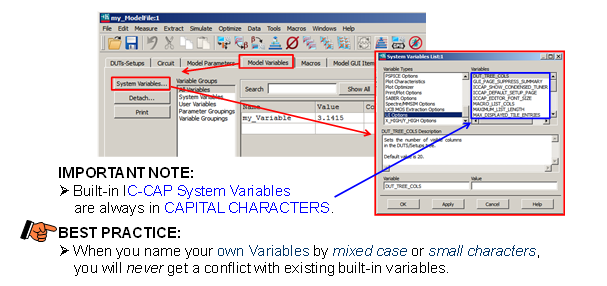 my_ModelFile:1
File Edit Measure Extract Simulate Optimize Data Tools Macros Windows Help
DUTs-Setups Circuit Model Parameters Model Variables Macros Model GUI Items
System Variables...
Detach...
Print
Variable Groups
All Variables
System Variables
User Variables
Parameter Groupings
Variable Groupings
Search Show All
Name Value
my_Variable 3.1415
System Variables List:1
Variable Types
PSPICE Options
Plot Characteristics
Plot Optimizer
Print/Plot Options
SABER Options
Spectre/MMSIM Options
UCB MOS Extraction Options
UI Options
X_HIGH/Y_HIGH Options
Variables
DUT_TREE_COLS
GUI_PAGE_SUPRESS_SUMMARY
ICCAP_SHOW_CONDENSED_TUNER
ICCAP_DEFAULT_SETUP_PAGE
ICCAP_EDITOR_FONT_SIZE
MACRO_LIST_COLS
MAXIMUM_LIST_LENGTH
MAX_DISPLAYED_TILE_ENTRIES
DUT_TREE_COLS Description
Sets the number of visible columns
in the DUTS/Setups tree.
Default value is 20.
Variable Value
DUT_TREE_COLS
OK Apply Cancel Help
IMPORTANT NOTE:
➢ Built-in IC-CAP System Variables
are always in CAPITAL CHARACTERS.
BEST PRACTICE:
➢ When you name your own Variables by mixed case or small characters,
you will never get a conflict with existing built-in variables.